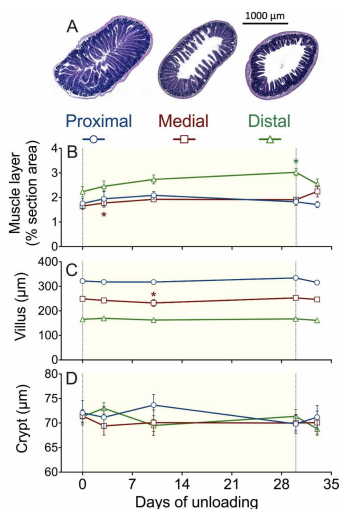 A
1000 µm
Proximal Medial Distal
B
Muscle layer
(% section area)
4
3
2
1
0
*
*
C
Villus (µm)
400
300
200
100
0
*
D
Crypt (µm)
85
80
75
70
65
60
0 7 14 21 28 35
Days of unloading